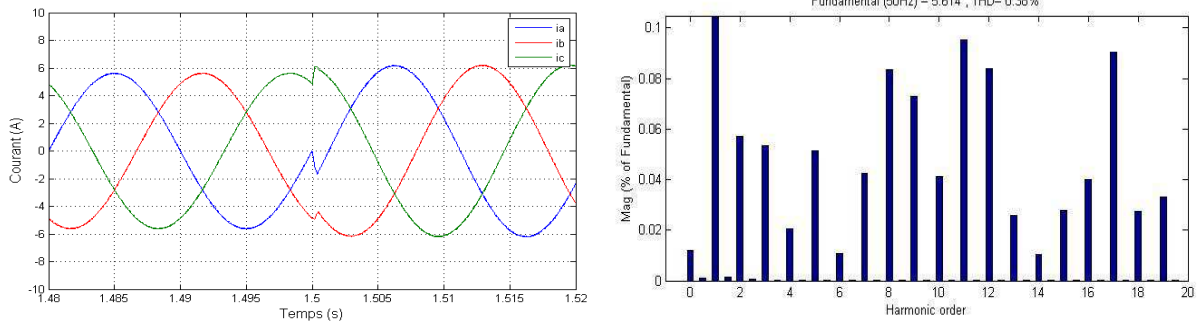 Fundamental (50Hz) = 5.614 , THD= 0.38%
10
8
6
4
2
0
-2
-4
-6
-8
-10
Courant (A)
ia
ib
ic
1.48 1.485 1.49 1.495 1.5 1.505 1.51 1.515 1.52
Temps (s)
0.1
0.08
0.06
0.04
0.02
0
Mag (% of Fundamental)
0 2 4 6 8 10 12 14 16 18 20
Harmonic order